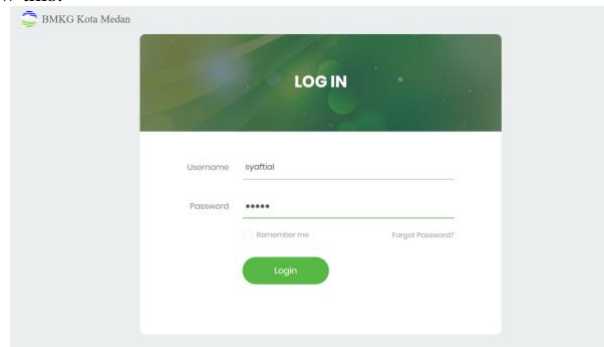 BMKG Kota Medan
LOG IN
Username syaftial
Password •••••
Remember me Forgot Password?
Login